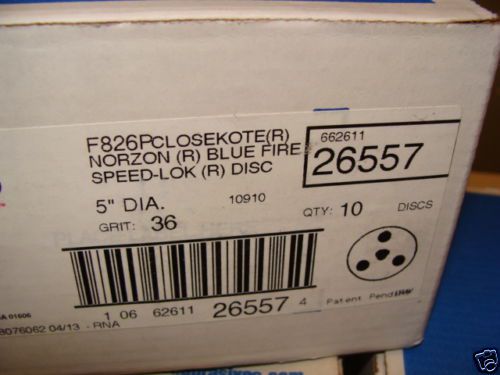 F826PCLOSEKOTE(R)
NORZON (R) BLUE FIRE
SPEED-LOK (R) DISC
662611
26557
5" DIA. 10910
GRIT: 36
QTY: 10 DISCS
1 06 62611 26557 4
Patent Pending
A 01606
8076062 04/13 - RNA